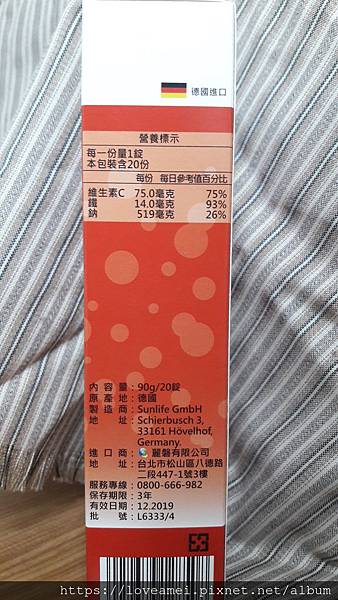 德國進口
營養標示
每一份量1錠
本包裝含20份
每份 每日參考值百分比
維生素C 75.0毫克 75%
鐵 14.0毫克 93%
鈉 519毫克 26%
內容量:90g/20錠
原產地:德國
製造商:Sunlife GmbH
地址:Schierbusch 3,
33161 Hövelhof,
Germany.
進口商:麗馨有限公司
地址:台北市松山區八德路
二段447-1號3樓
服務專線:0800-666-982
保存期限:3年
有效日期:12.2019
批號:L6333/4
https://loveamei.pixnet.net/album